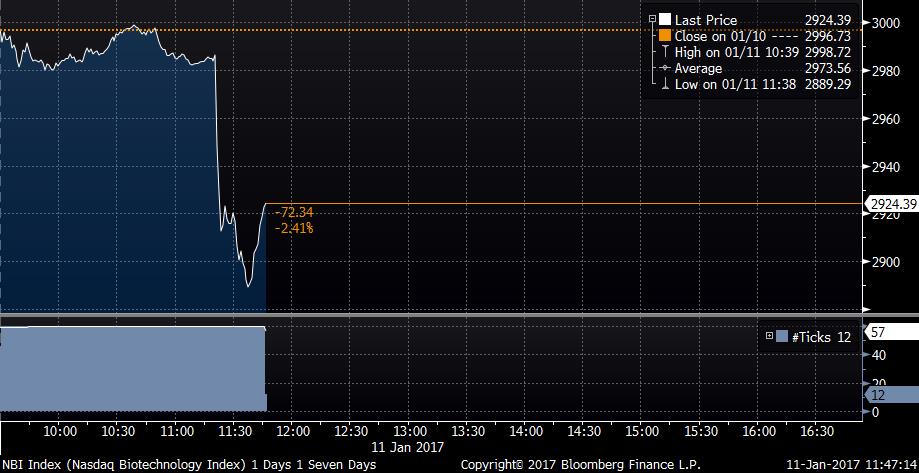 Last Price 2924.39
Close on 01/10 ---- 2996.73
High on 01/11 10:39 2998.72
Average 2973.56
Low on 01/11 11:38 2889.29
3000
2980
2960
2940
2924.39
2920
2900
-72.34
-2.41%
#Ticks 12
57
40
20
12
0
10:00 10:30 11:00 11:30 12:00 12:30 13:00 13:30 14:00 14:30 15:00 15:30 16:00 16:30
11 Jan 2017
NBI Index (Nasdaq Biotechnology Index) 1 Days 1 Seven Days Copyright© 2017 Bloomberg Finance L.P. 11-Jan-2017 11:47:14